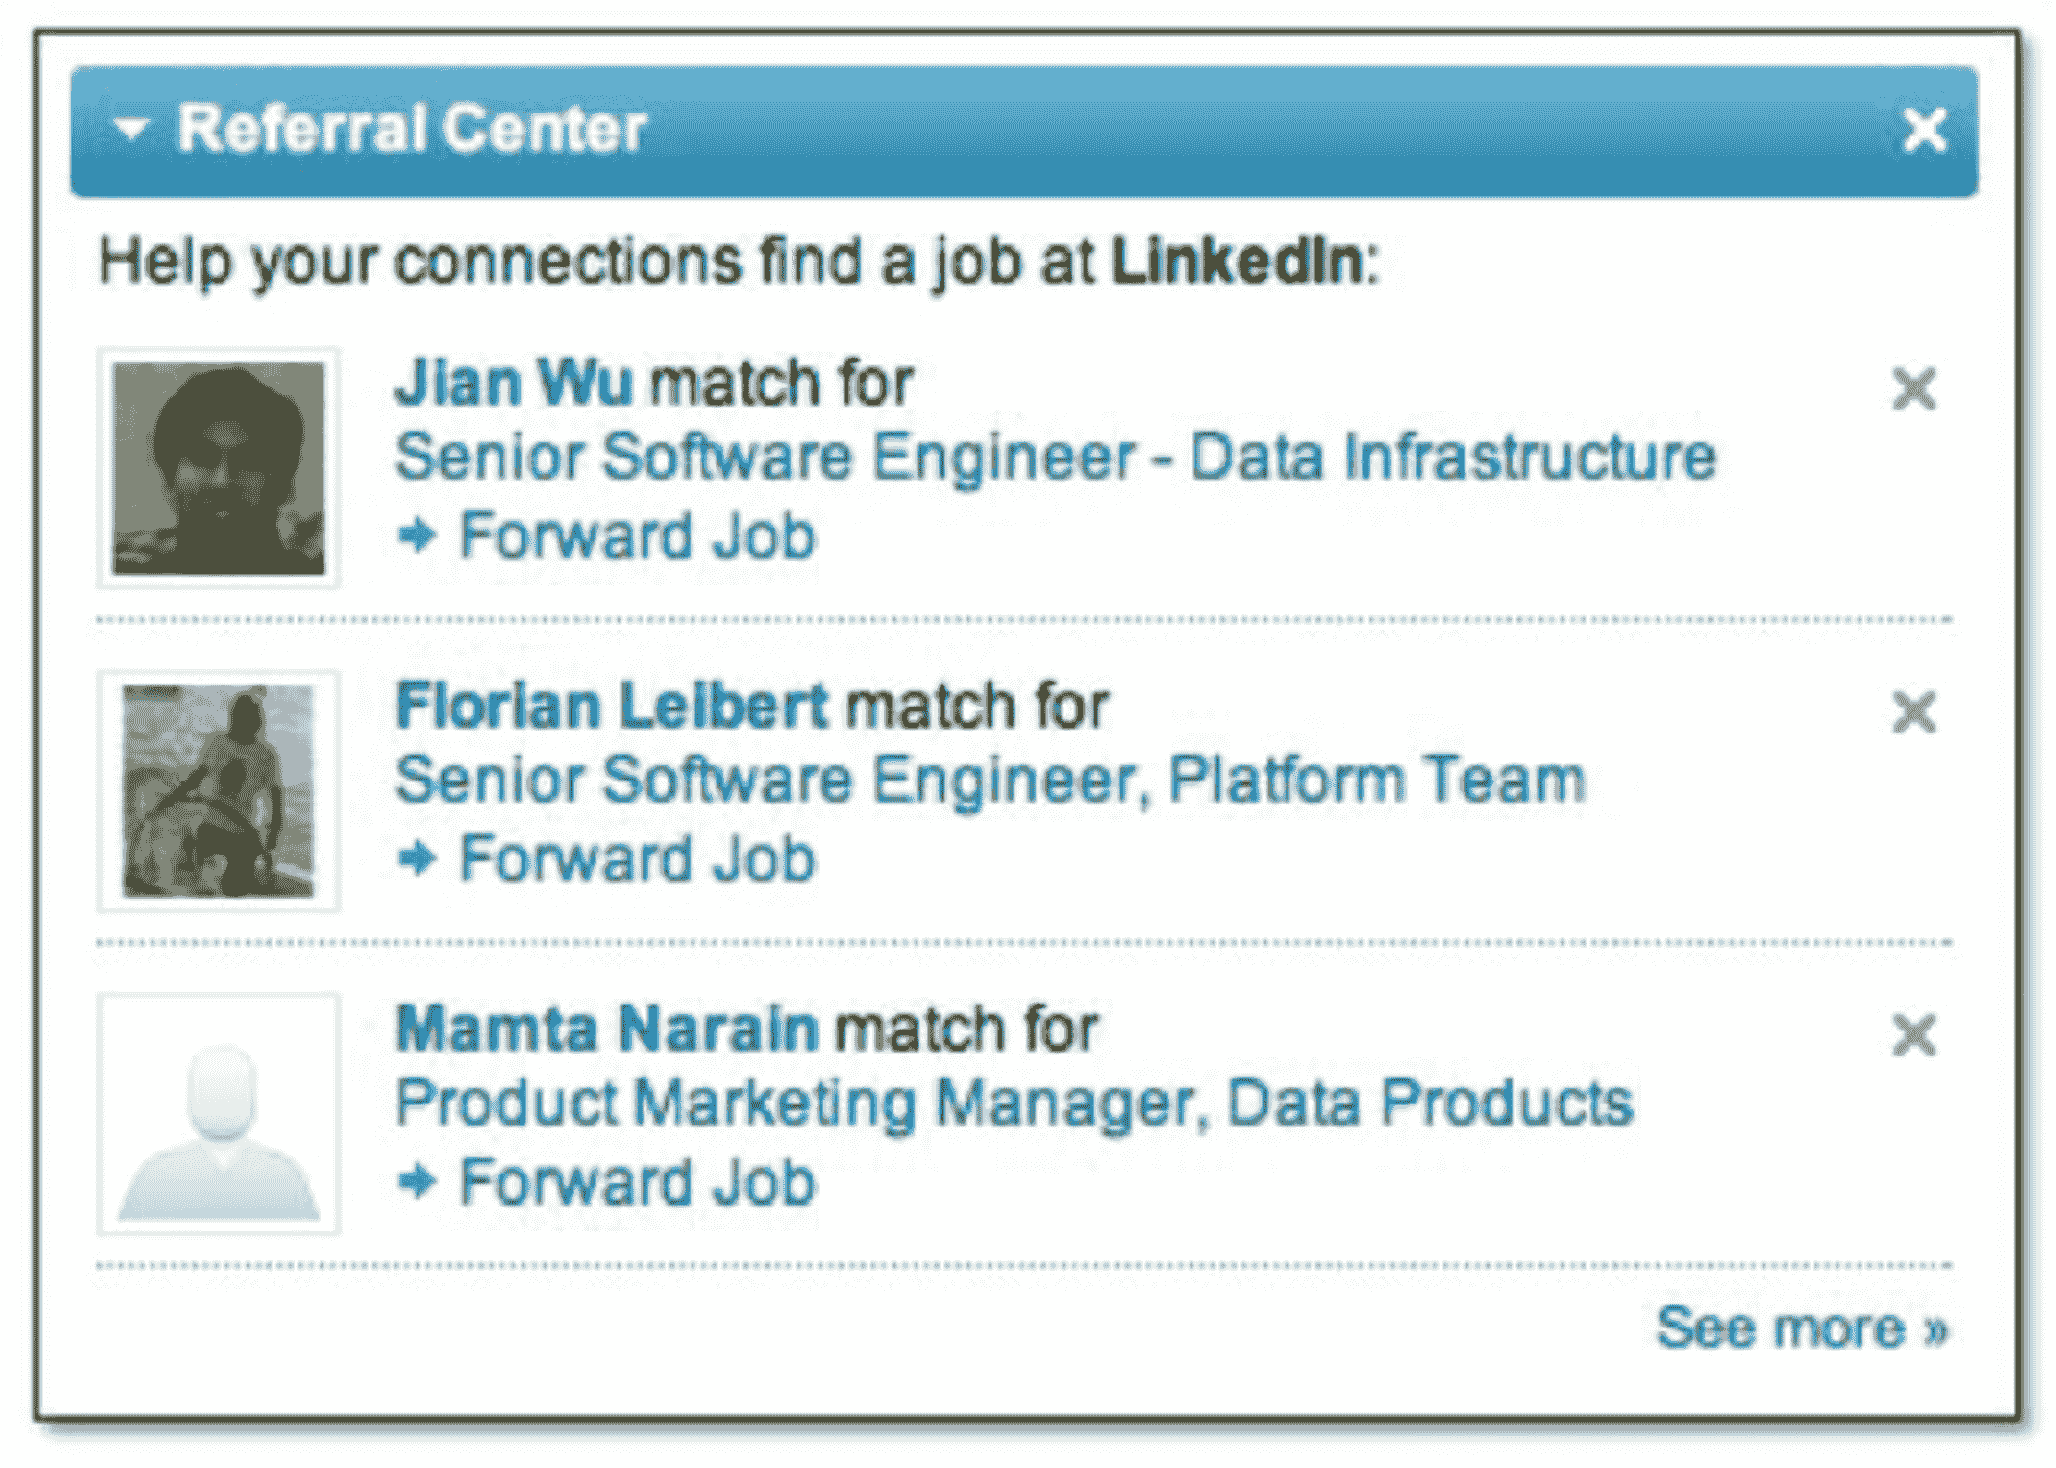 Referral Center
Help your connections find a job at LinkedIn:
Jian Wu match for
Senior Software Engineer - Data Infrastructure
Forward Job
Florian Leibert match for
Senior Software Engineer, Platform Team
Forward Job
Mamta Narain match for
Product Marketing Manager, Data Products
Forward Job
See more »